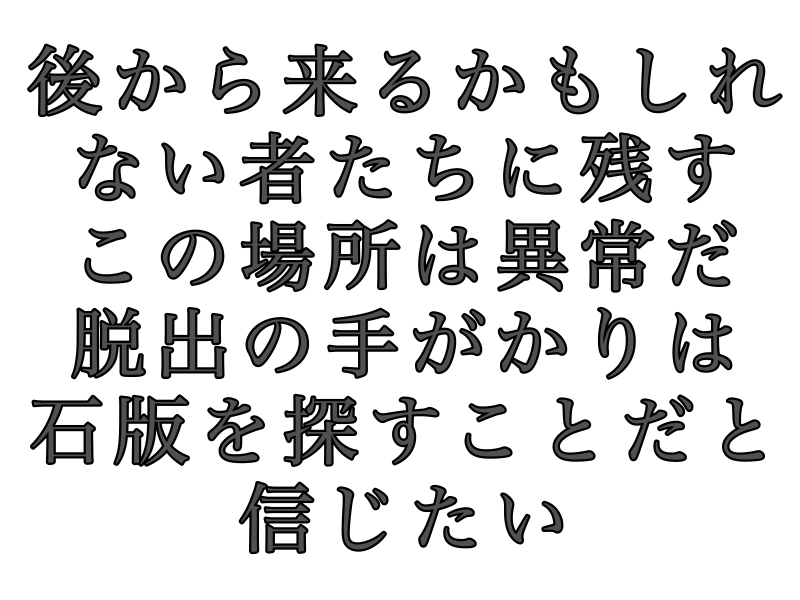 後から来るかもしれ
ない者たちに残す
この場所は異常だ
脱出の手がかりは
石版を探すことだと
信じたい